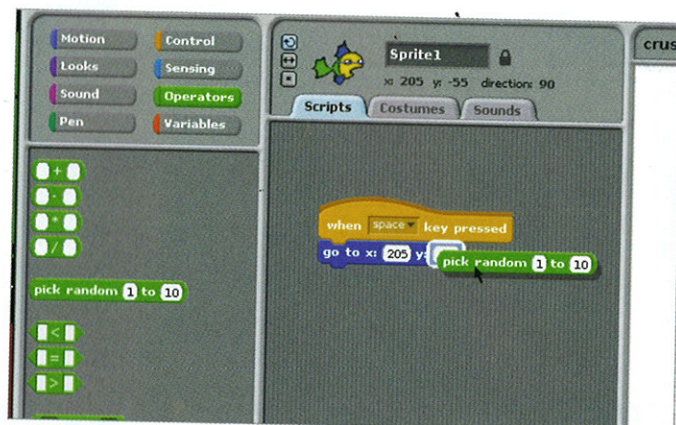 Motion Control
Looks Sensing
Sound Operators
Pen Variables
+
-
*
/
pick random 1 to 10
<
=
>
Sprite1
x: 205 y: -55 direction: 90
Scripts Costumes Sounds
when space key pressed
go to x: 205 y:
pick random 1 to 10